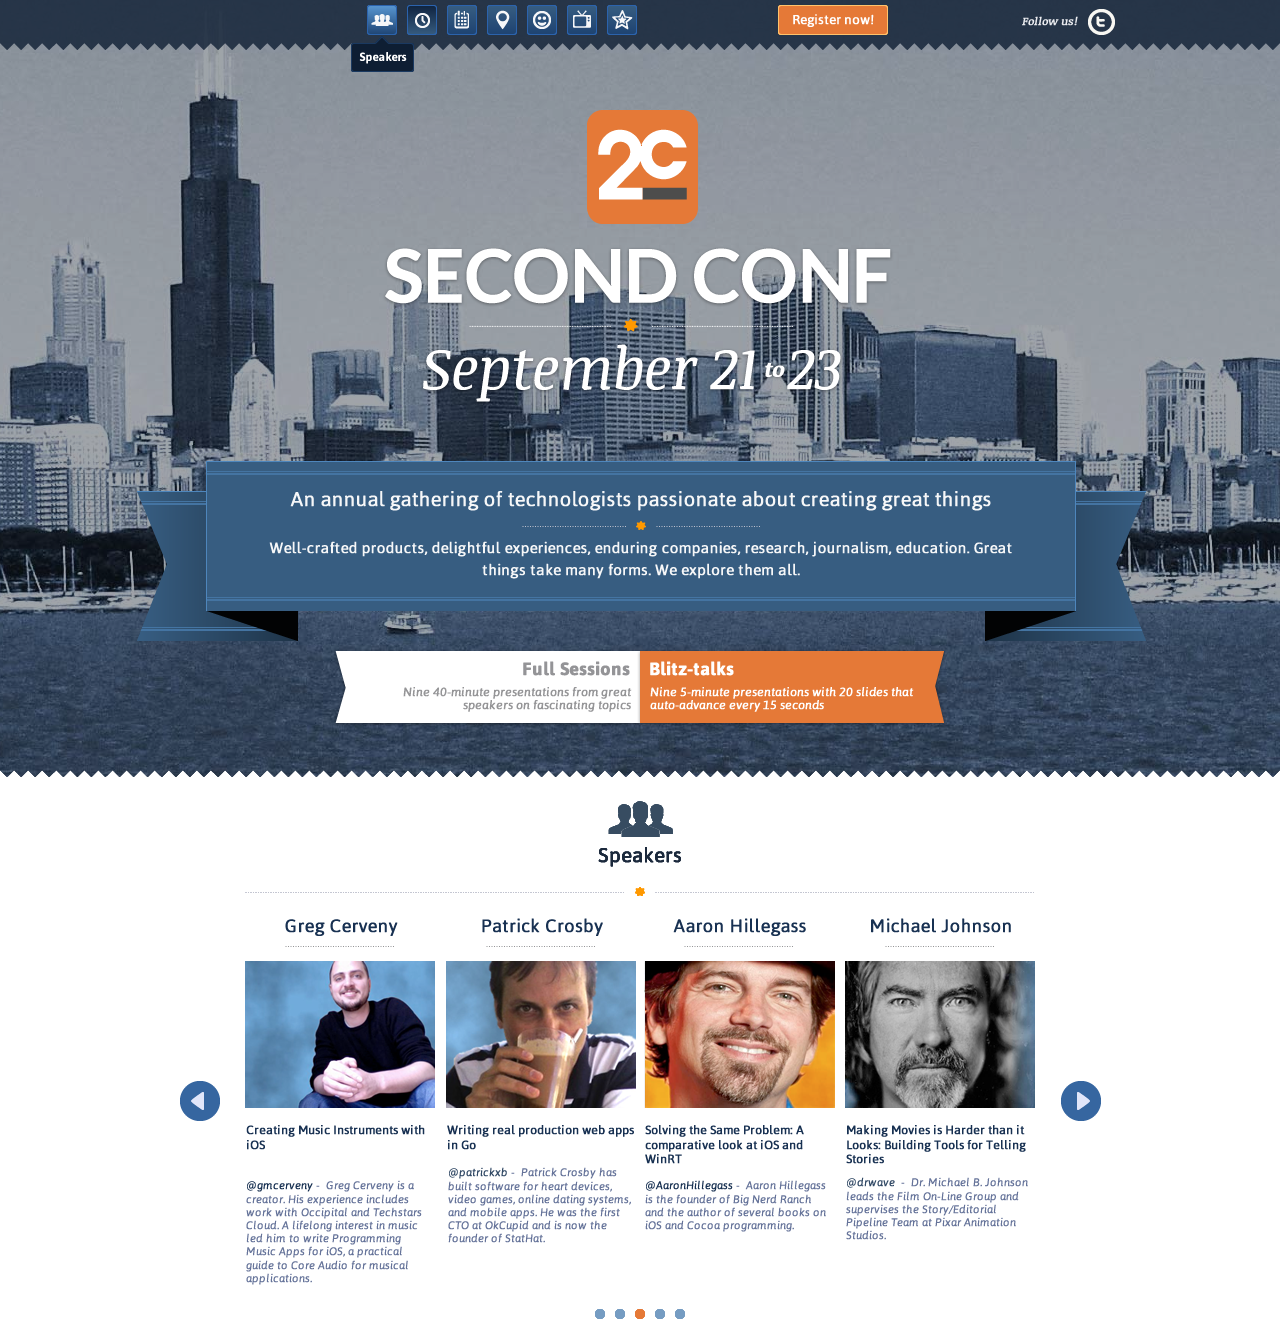 Register now!
Follow us!
Speakers
2C
SECOND CONF
September 21 to 23
An annual gathering of technologists passionate about creating great things
Well-crafted products, delightful experiences, enduring companies, research, journalism, education. Great
things take many forms. We explore them all.
Full Sessions
Nine 40-minute presentations from great
speakers on fascinating topics
Blitz-talks
Nine 5-minute presentations with 20 slides that
auto-advance every 15 seconds
Speakers
Greg Cerveny
Creating Music Instruments with
iOS
@gmcerveny - Greg Cerveny is a
creator. His experience includes
work with Occipital and Techstars
Cloud. A lifelong interest in music
led him to write Programming
Music Apps for iOS, a practical
guide to Core Audio for musical
applications.
Patrick Crosby
Writing real production web apps
in Go
@patrickxb - Patrick Crosby has
built software for heart devices,
video games, online dating systems,
and mobile apps. He was the first
CTO at OkCupid and is now the
founder of StatHat.
Aaron Hillegass
Solving the Same Problem: A
comparative look at iOS and
WinRT
@AaronHillegass - Aaron Hillegass
is the founder of Big Nerd Ranch
and the author of several books on
iOS and Cocoa programming.
Michael Johnson
Making Movies is Harder than it
Looks: Building Tools for Telling
Stories
@drwave - Dr. Michael B. Johnson
leads the Film On-Line Group and
supervises the Story/Editorial
Pipeline Team at Pixar Animation
Studios.